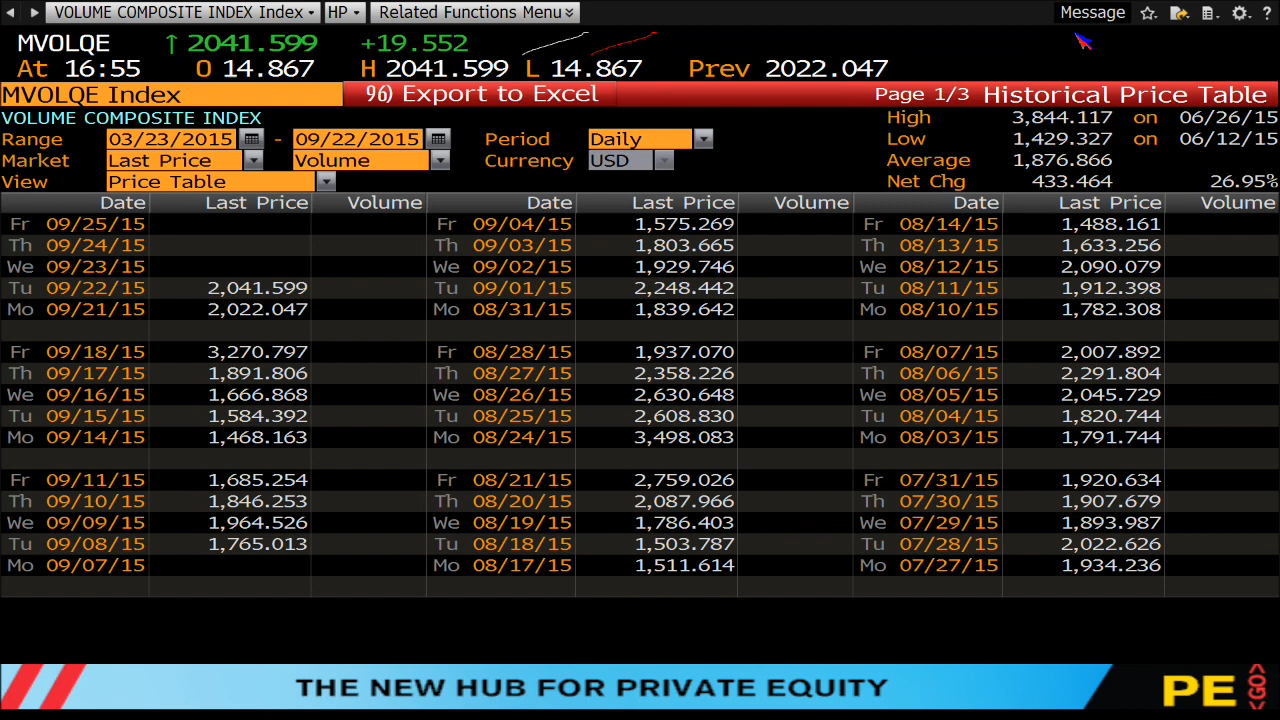 VOLUME COMPOSITE INDEX Index HP Related Functions Menu Message ?
MVOLQE ↑ 2041.599 +19.552
At 16:55 O 14.867 H 2041.599 L 14.867 Prev 2022.047
MVOLQE Index %) Export to Excel Page 1/3 Historical Price Table
VOLUME COMPOSITE INDEX High 3,844.117 on 06/26/15
Range 03/23/2015 - 09/22/2015 Period Daily Low 1,429.327 on 06/12/15
Market Last Price Volume Currency USD Average 1,876.866
View Price Table Net Chg 433.464 26.95%
Date Last Price Volume Date Last Price Volume Date Last Price Volume
Fr 09/25/15 Fr 09/04/15 1,575.269 Fr 08/14/15 1,488.161
Th 09/24/15 Th 09/03/15 1,803.665 Th 08/13/15 1,633.256
We 09/23/15 We 09/02/15 1,929.746 We 08/12/15 2,090.079
Tu 09/22/15 2,041.599 Tu 09/01/15 2,248.442 Tu 08/11/15 1,912.398
Mo 09/21/15 2,022.047 Mo 08/31/15 1,839.642 Mo 08/10/15 1,782.308
Fr 09/18/15 3,270.797 Fr 08/28/15 1,937.070 Fr 08/07/15 2,007.892
Th 09/17/15 1,891.806 Th 08/27/15 2,358.226 Th 08/06/15 2,291.804
We 09/16/15 1,666.868 We 08/26/15 2,630.648 We 08/05/15 2,045.729
Tu 09/15/15 1,584.392 Tu 08/25/15 2,608.830 Tu 08/04/15 1,820.744
Mo 09/14/15 1,468.163 Mo 08/24/15 3,498.083 Mo 08/03/15 1,791.744
Fr 09/11/15 1,685.254 Fr 08/21/15 2,759.026 Fr 07/31/15 1,920.634
Th 09/10/15 1,846.253 Th 08/20/15 2,087.966 Th 07/30/15 1,907.679
We 09/09/15 1,964.526 We 08/19/15 1,786.403 We 07/29/15 1,893.987
Tu 09/08/15 1,765.013 Tu 08/18/15 1,503.787 Tu 07/28/15 2,022.626
Mo 09/07/15 Mo 08/17/15 1,511.614 Mo 07/27/15 1,934.236
THE NEW HUB FOR PRIVATE EQUITY PE